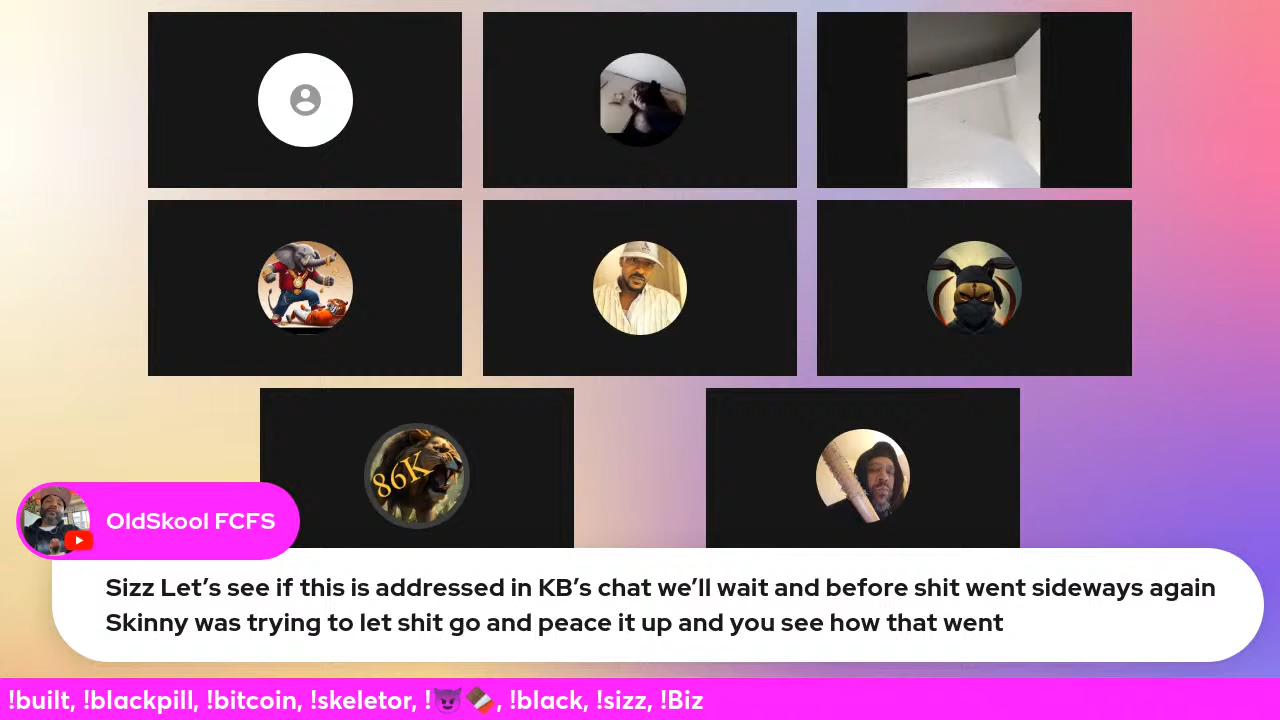 86K
OldSkool FCFS
Sizz Let’s see if this is addressed in KB’s chat we’ll wait and before shit went sideways again
Skinny was trying to let shit go and peace it up and you see how that went
!built, !blackpill, !bitcoin, !skeletor, !😈🍫, !black, !sizz, !Biz